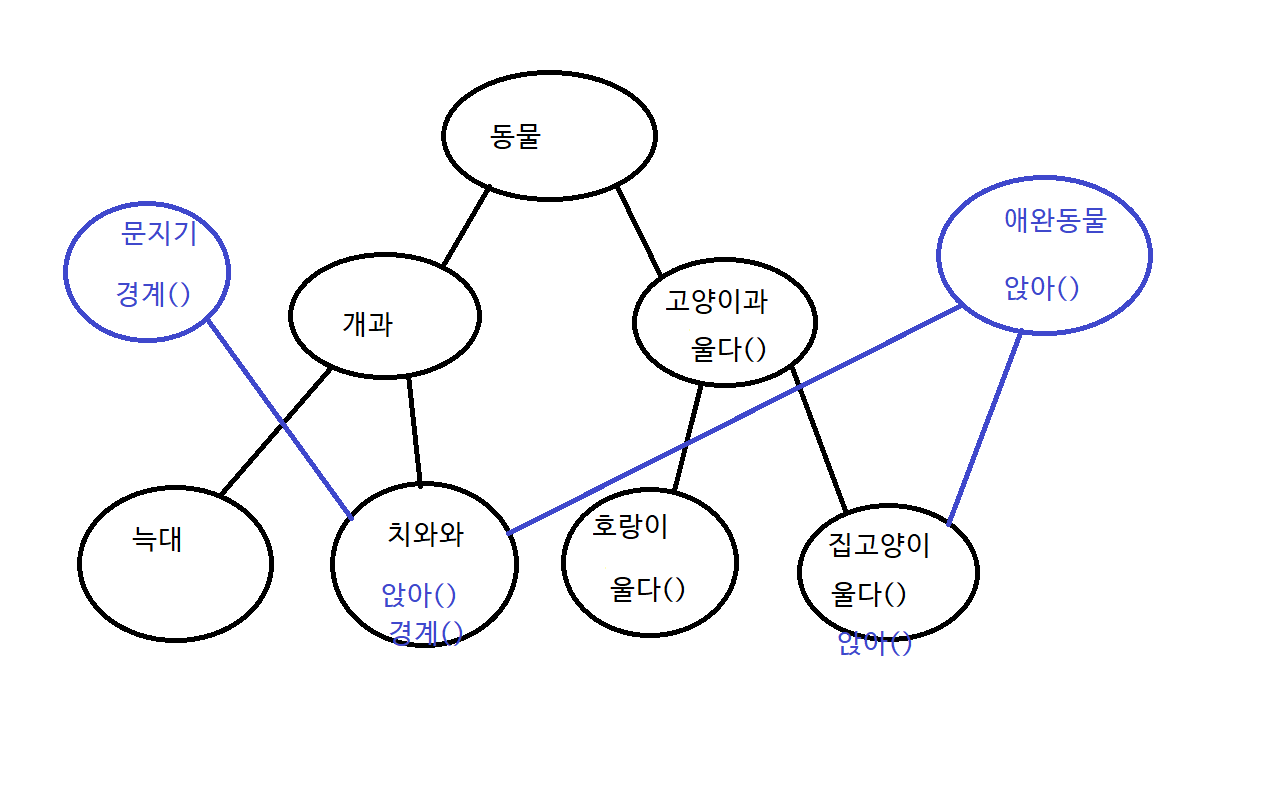 동물
문지기
경계()
애완동물
앉아()
개과
고양이과
울다()
늑대
치와와
앉아()
경계()
호랑이
울다()
집고양이
울다()
앉아()